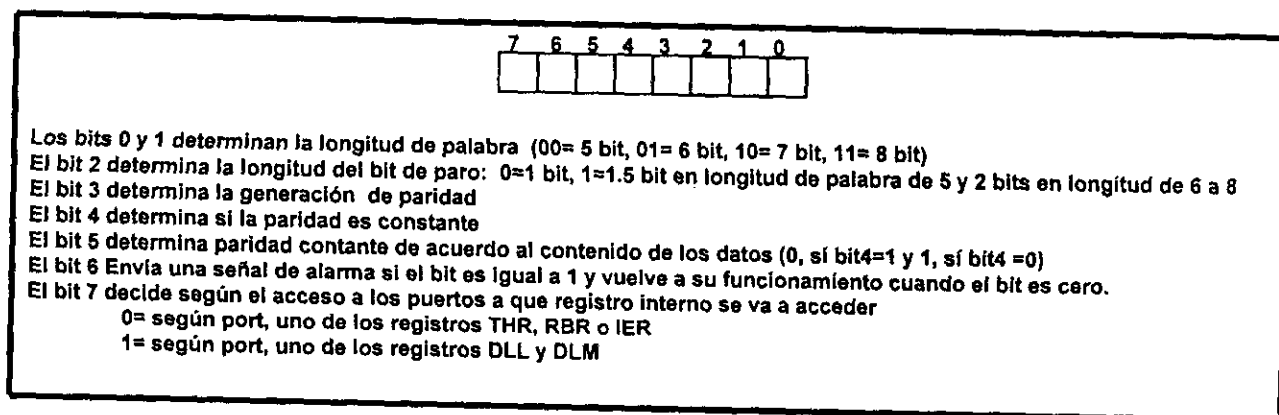 7 6 5 4 3 2 1 0
Los bits 0 y 1 determinan la longitud de palabra (00= 5 bit, 01= 6 bit, 10= 7 bit, 11= 8 bit)
El bit 2 determina la longitud del bit de paro: 0=1 bit, 1=1.5 bit en longitud de palabra de 5 y 2 bits en longitud de 6 a 8
El bit 3 determina la generación de paridad
El bit 4 determina si la paridad es constante
El bit 5 determina paridad contante de acuerdo al contenido de los datos (0, sí bit4=1 y 1, sí bit4 =0)
El bit 6 Envía una señal de alarma si el bit es igual a 1 y vuelve a su funcionamiento cuando el bit es cero.
El bit 7 decide según el acceso a los puertos a que registro interno se va a acceder
0= según port, uno de los registros THR, RBR o IER
1= según port, uno de los registros DLL y DLM